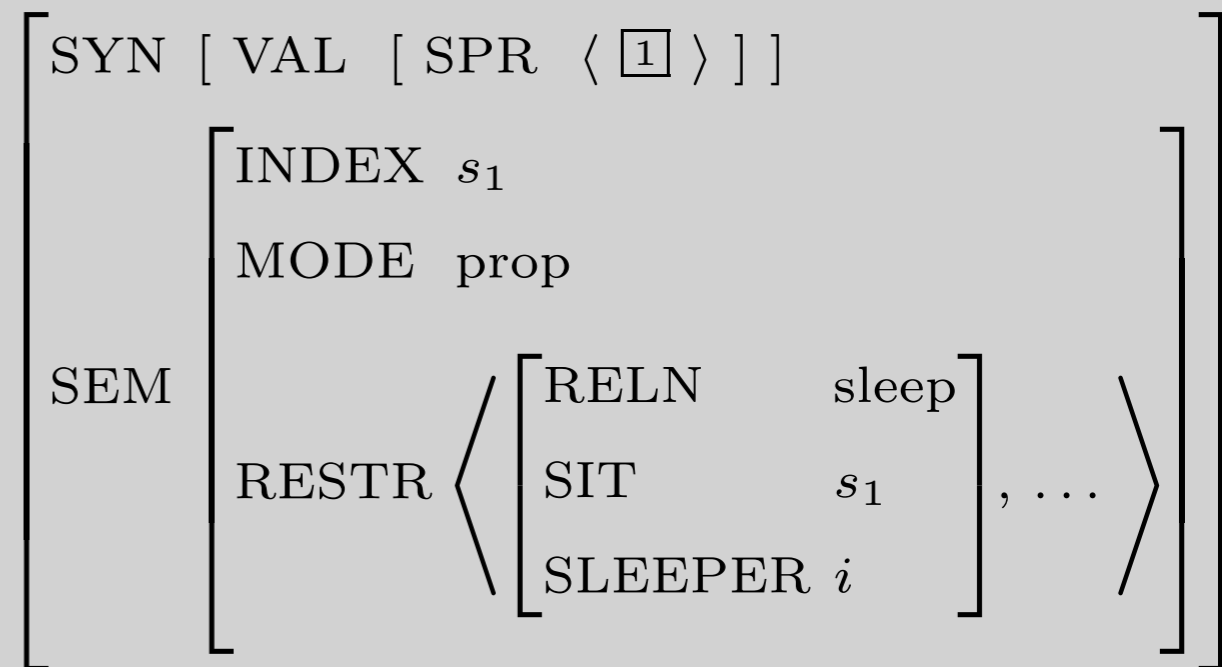 SYN [ VAL [ SPR ⟨ 1 ⟩ ] ]
INDEX s₁
MODE prop
SEM
RELN sleep
RESTR ⟨ SIT s₁ , … ⟩
SLEEPER i